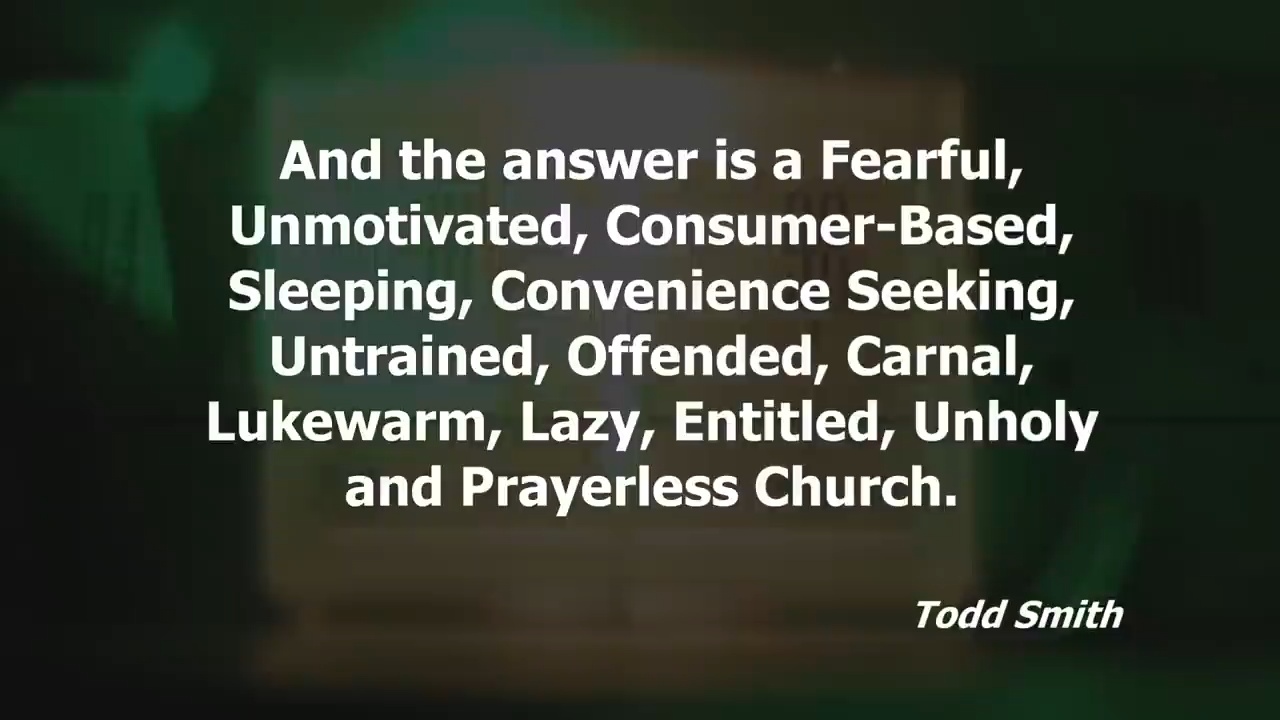 And the answer is a Fearful,
Unmotivated, Consumer-Based,
Sleeping, Convenience Seeking,
Untrained, Offended, Carnal,
Lukewarm, Lazy, Entitled, Unholy
and Prayerless Church.
Todd Smith